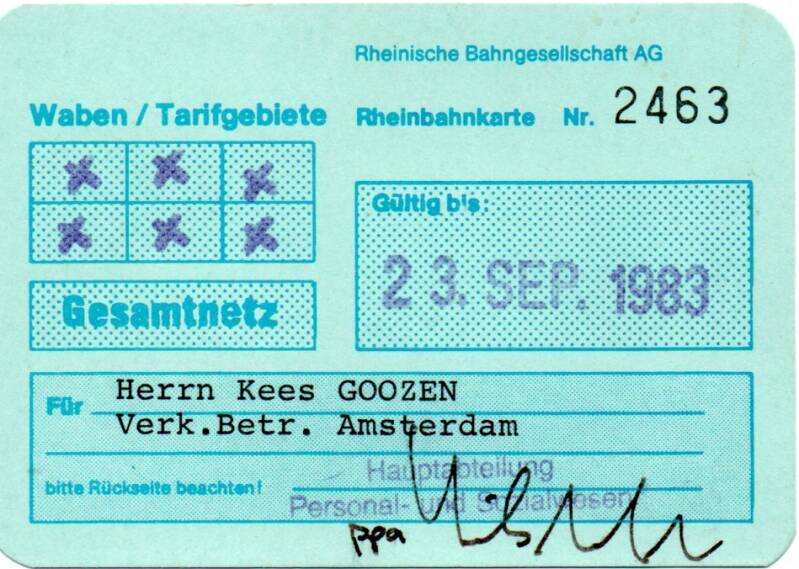 Rheinische Bahngesellschaft AG
Waben / Tarifgebiete
Rheinbahnkarte Nr. 2463
x x x
x x x
Gültig bis:
23. SEP. 1983
Gesamtnetz
Für Herrn Kees GOOZEN
Verk.Betr. Amsterdam
Hauptabteilung
bitte Rückseite beachten!
Personal- und Sozialwesen
ppa